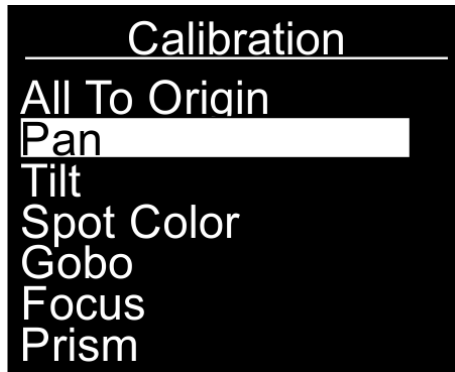 Calibration
All To Origin
Pan
Tilt
Spot Color
Gobo
Focus
Prism